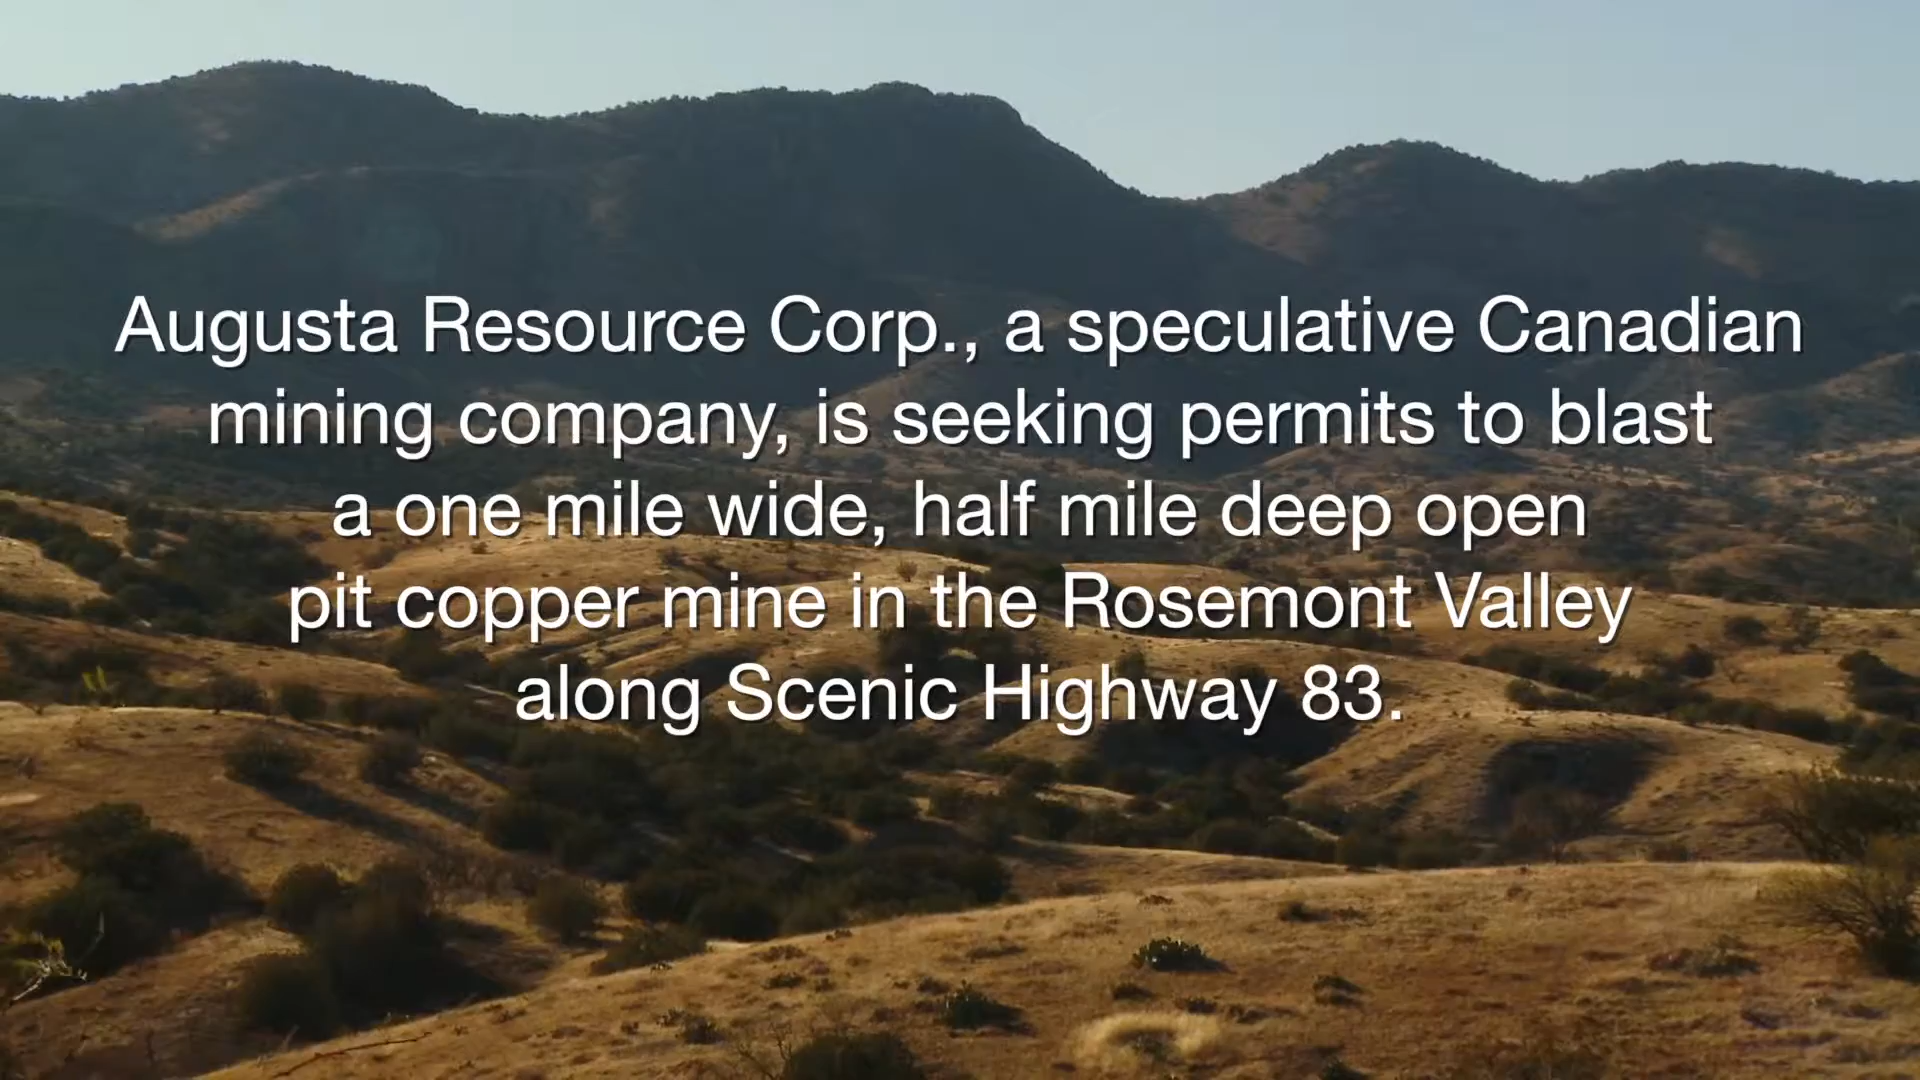 Augusta Resource Corp., a speculative Canadian
mining company, is seeking permits to blast
a one mile wide, half mile deep open
pit copper mine in the Rosemont Valley
along Scenic Highway 83.